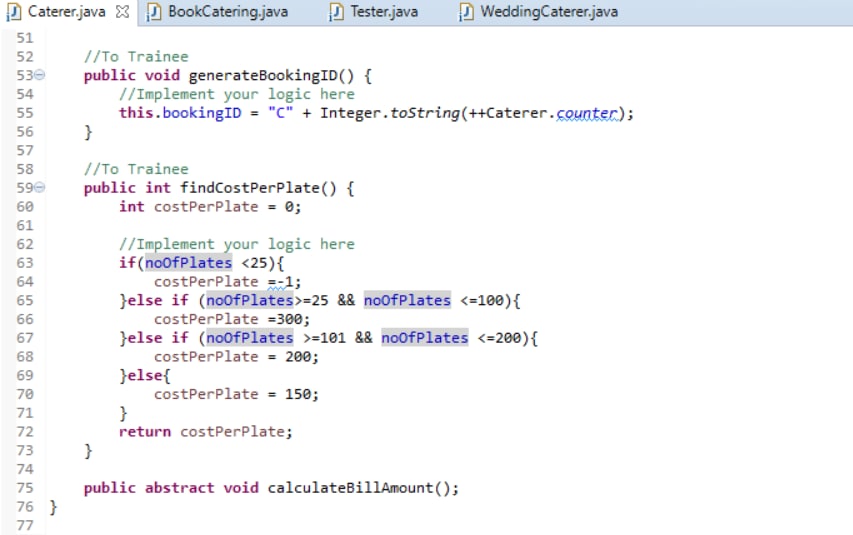 Caterer.java BookCatering.java Tester.java WeddingCaterer.java
51
52 //To Trainee
53 public void generateBookingID() {
54 //Implement your logic here
55 this.bookingID = "C" + Integer.toString(++Caterer.counter);
56 }
57
58 //To Trainee
59 public int findCostPerPlate() {
60 int costPerPlate = 0;
61
62 //Implement your logic here
63 if(noOfPlates <25){
64 costPerPlate =-1;
65 }else if (noOfPlates>=25 && noOfPlates <=100){
66 costPerPlate =300;
67 }else if (noOfPlates >=101 && noOfPlates <=200){
68 costPerPlate = 200;
69 }else{
70 costPerPlate = 150;
71 }
72 return costPerPlate;
73 }
74
75 public abstract void calculateBillAmount();
76 }
77